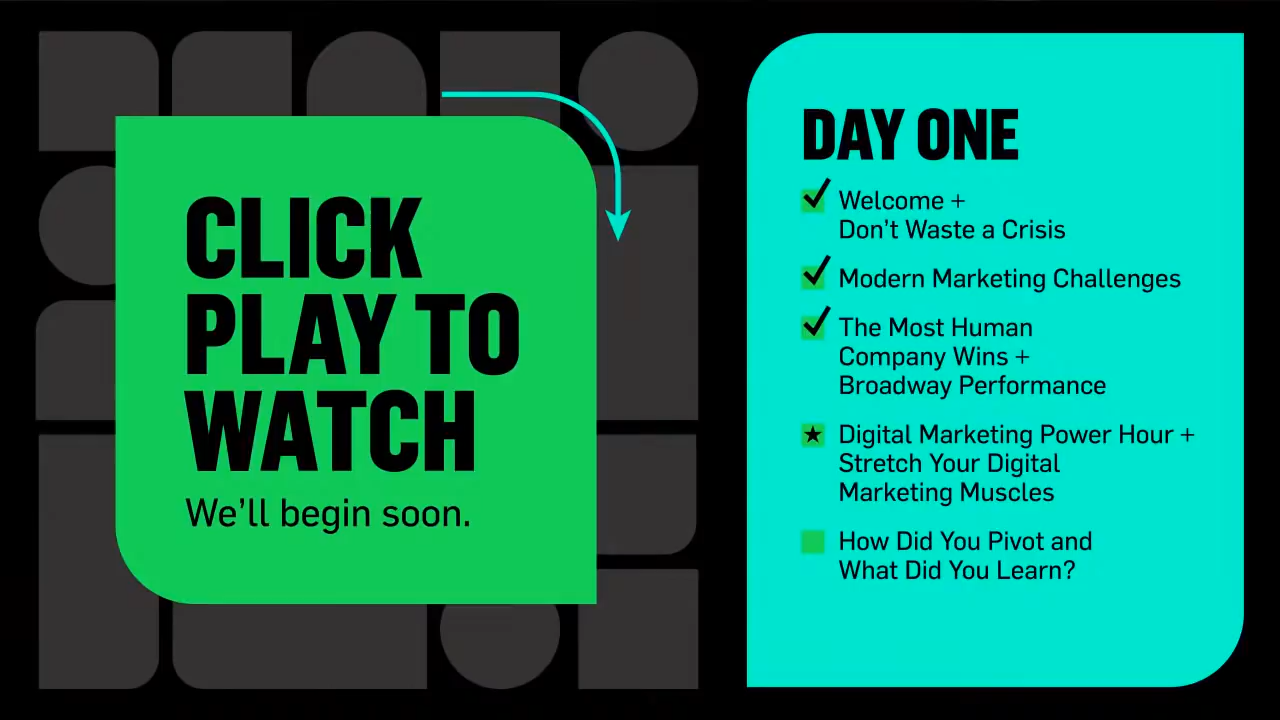 CLICK
PLAY TO
WATCH
We'll begin soon.
DAY ONE
Welcome +
Don't Waste a Crisis
Modern Marketing Challenges
The Most Human
Company Wins +
Broadway Performance
Digital Marketing Power Hour +
Stretch Your Digital
Marketing Muscles
How Did You Pivot and
What Did You Learn?